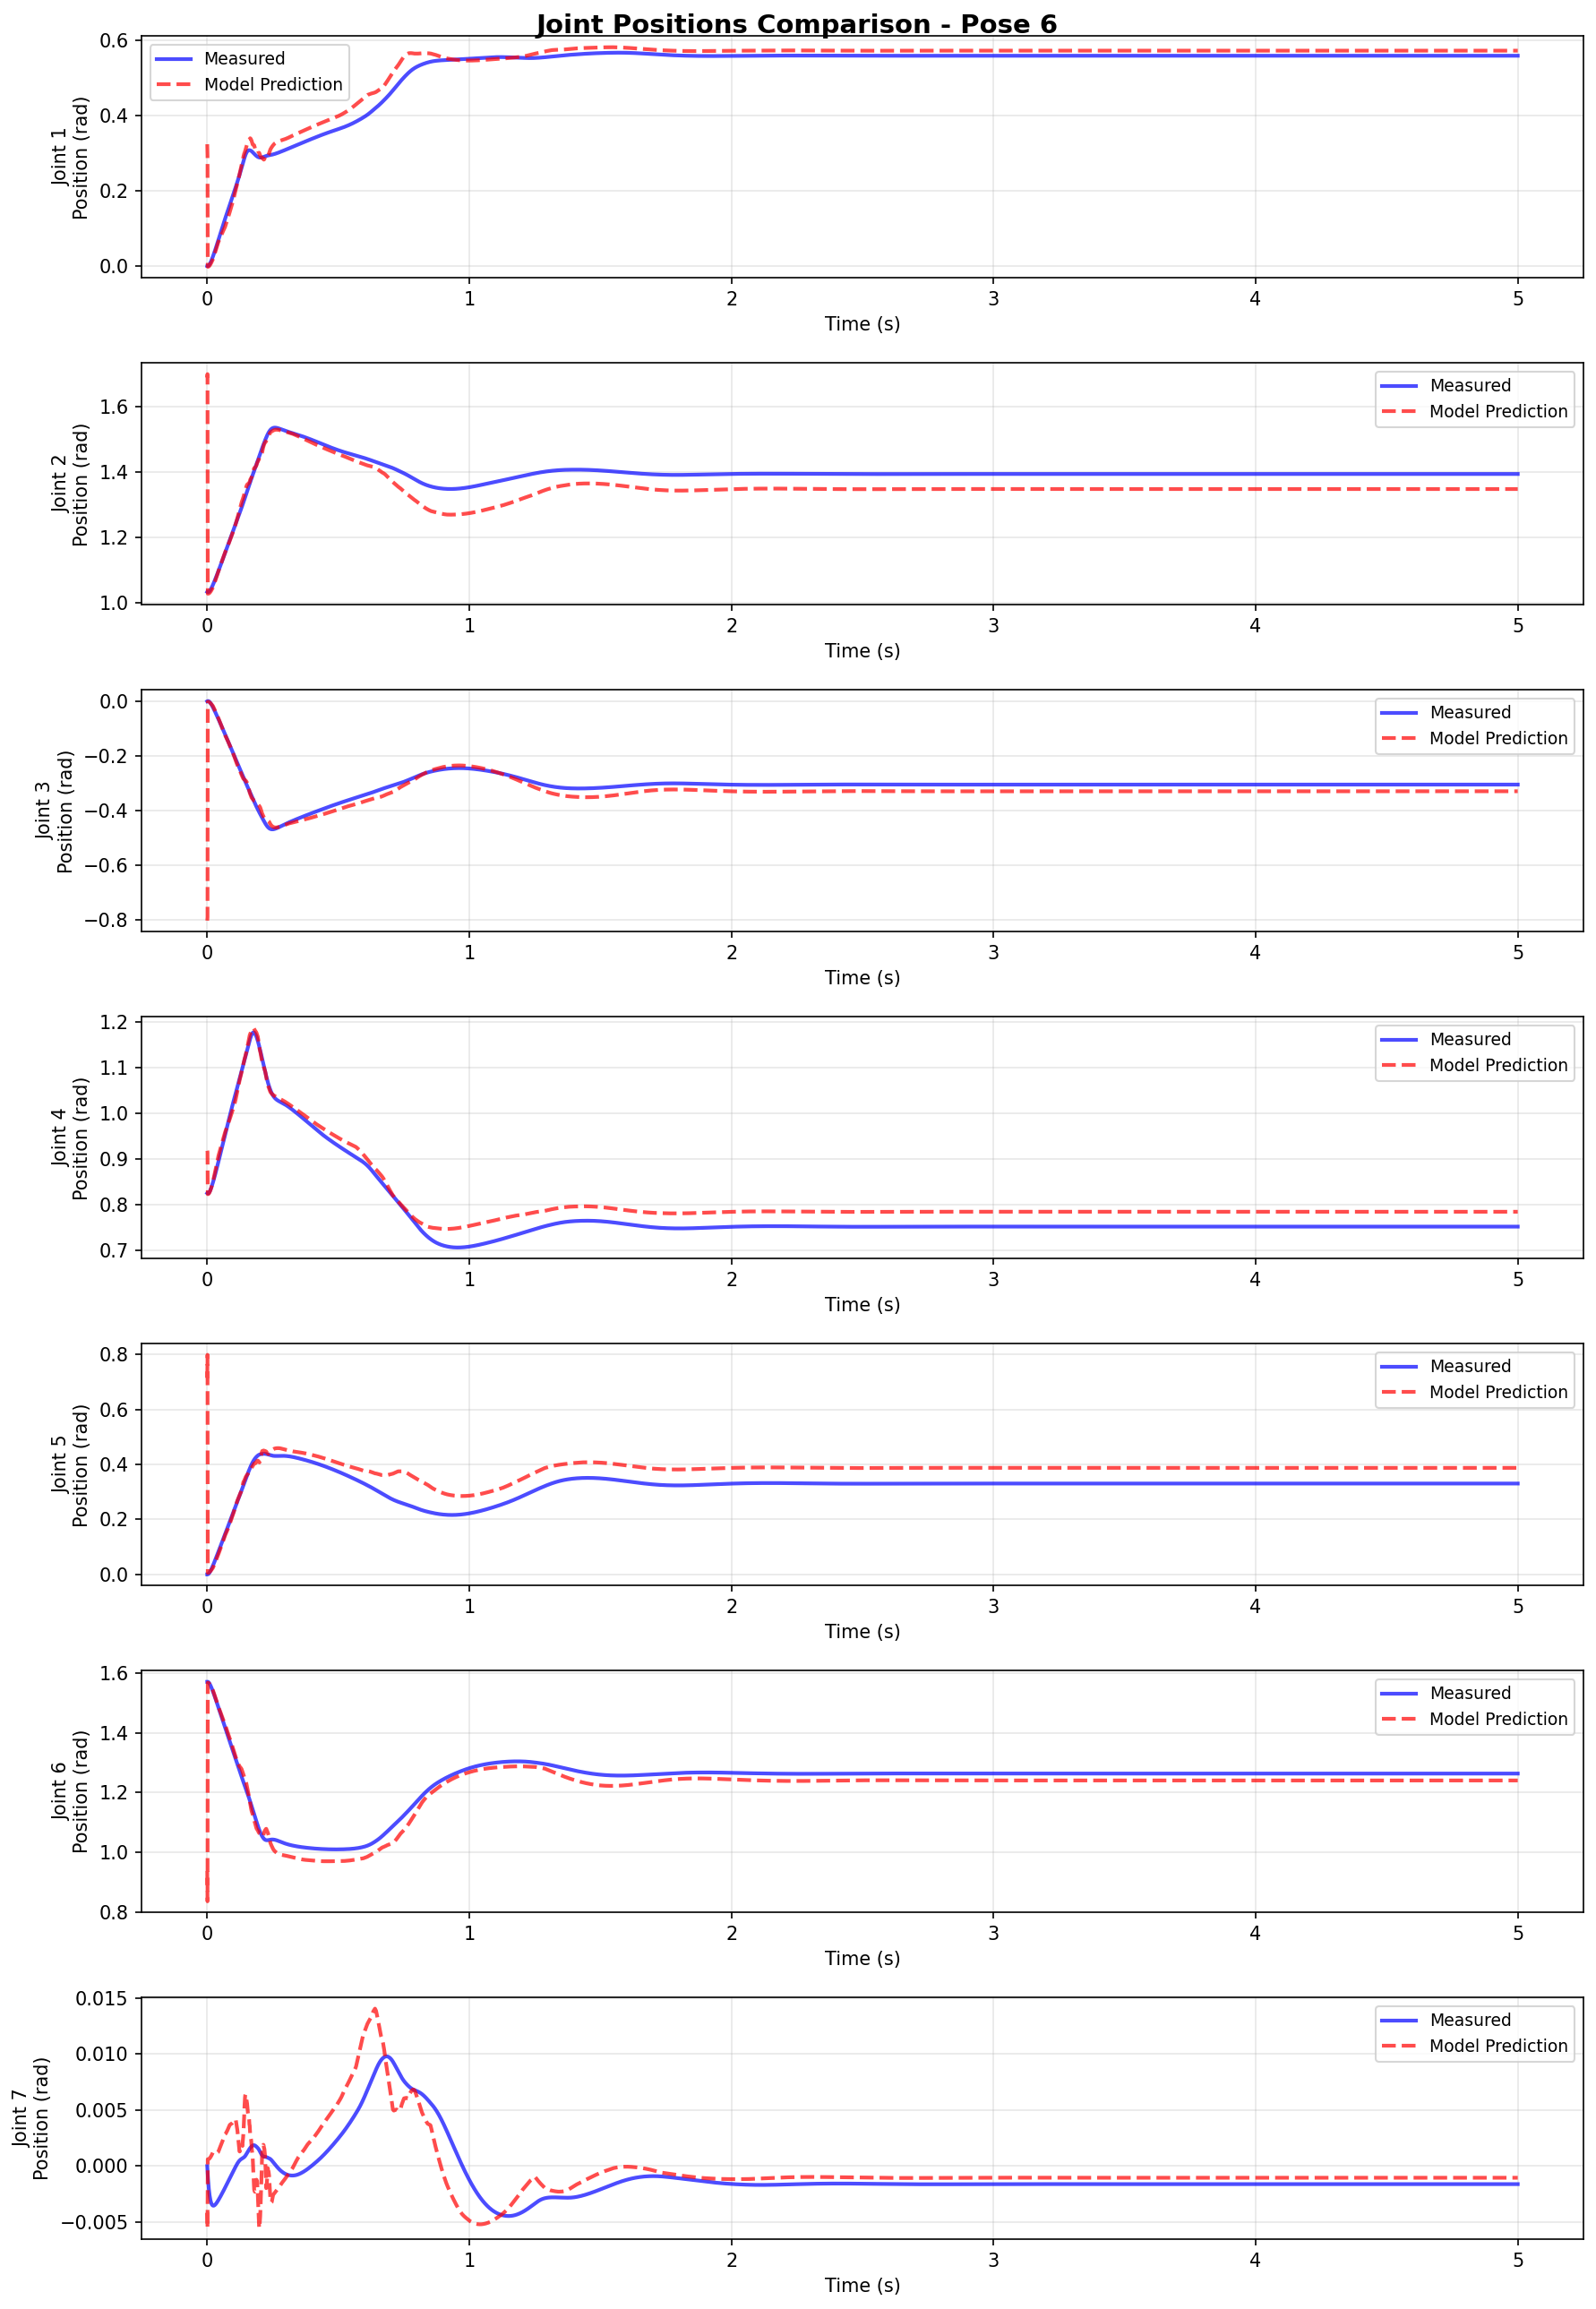 Joint Positions Comparison - Pose 6
Joint 1
Position (rad)
0.6
0.4
0.2
0.0
Measured
Model Prediction
0 1 2 3 4 5
Time (s)
Joint 2
Position (rad)
1.6
1.4
1.2
1.0
Measured
Model Prediction
0 1 2 3 4 5
Time (s)
Joint 3
Position (rad)
0.0
−0.2
−0.4
−0.6
−0.8
Measured
Model Prediction
0 1 2 3 4 5
Time (s)
Joint 4
Position (rad)
1.2
1.1
1.0
0.9
0.8
0.7
Measured
Model Prediction
0 1 2 3 4 5
Time (s)
Joint 5
Position (rad)
0.8
0.6
0.4
0.2
0.0
Measured
Model Prediction
0 1 2 3 4 5
Time (s)
Joint 6
Position (rad)
1.6
1.4
1.2
1.0
0.8
Measured
Model Prediction
0 1 2 3 4 5
Time (s)
Joint 7
Position (rad)
0.015
0.010
0.005
0.000
−0.005
Measured
Model Prediction
0 1 2 3 4 5
Time (s)